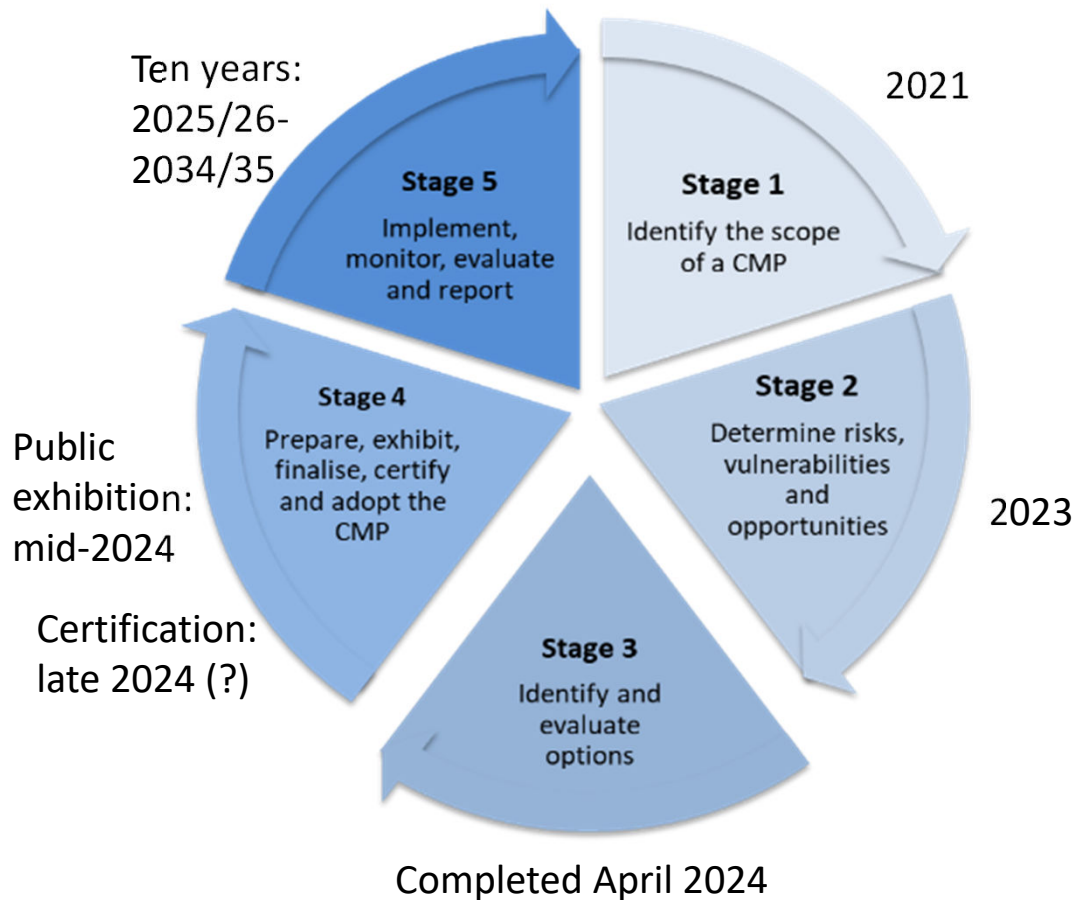 2021
Stage 1
Identify the scope
of a CMP
Stage 2
Determine risks,
vulnerabilities
and
opportunities
2023
Stage 3
Identify and
evaluate
options
Completed April 2024
Stage 4
Prepare, exhibit,
finalise, certify
and adopt the
CMP
Public
exhibition:
mid-2024
Certification:
late 2024 (?)
Stage 5
Implement,
monitor, evaluate
and report
Ten years:
2025/26-
2034/35